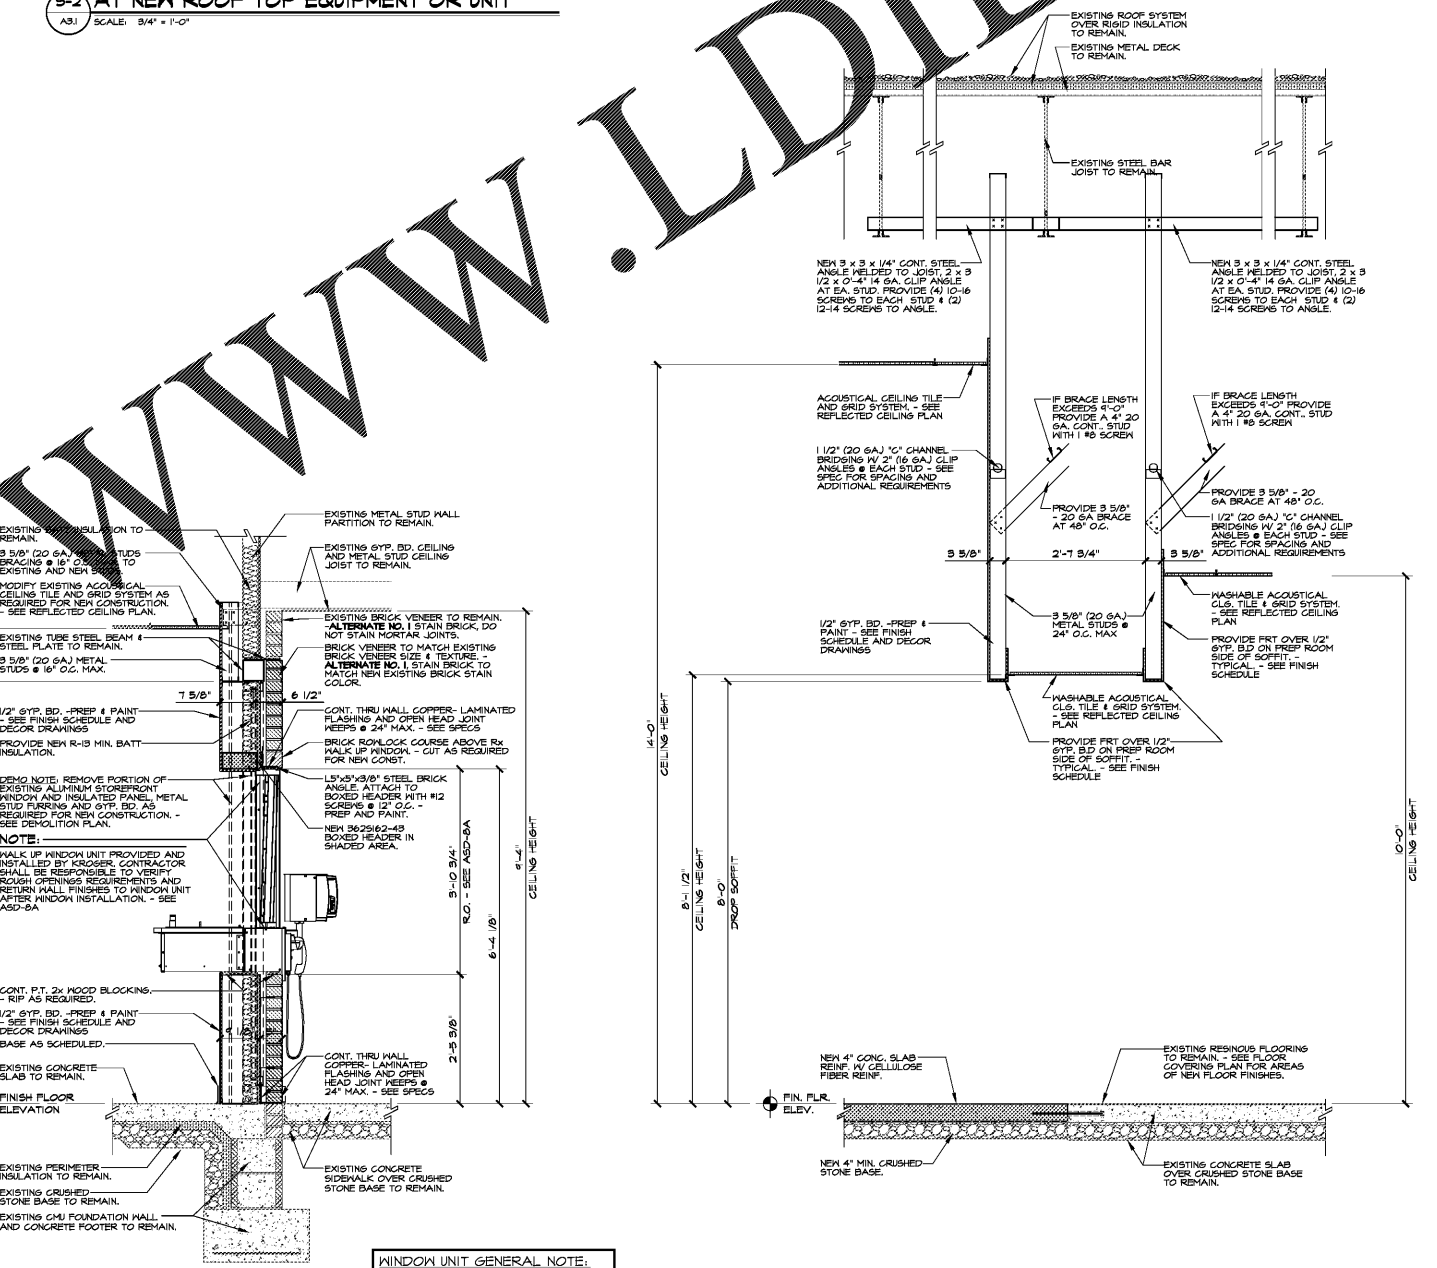 S-2
A3.1
AT NEW ROOF TOP EQUIPMENT OR UNIT
SCALE: 3/4" = 1'-0"
WWW.LDI
EXISTING ROOF SYSTEM
OVER RIGID INSULATION
TO REMAIN.
EXISTING METAL DECK
TO REMAIN.
EXISTING STEEL BAR
JOIST TO REMAIN.
NEW 3 x 3 x 1/4" CONT. STEEL
ANGLE WELDED TO JOIST, 2 x 3
1/2 x 0'-4" 14 GA. CLIP ANGLE
AT EA. STUD. PROVIDE (4) 10-16
SCREWS TO EACH STUD & (2)
12-14 SCREWS TO ANGLE.
NEW 3 x 3 x 1/4" CONT. STEEL
ANGLE WELDED TO JOIST, 2 x 3
1/2 x 0'-4" 14 GA. CLIP ANGLE
AT EA. STUD. PROVIDE (4) 10-16
SCREWS TO EACH STUD & (2)
12-14 SCREWS TO ANGLE.
ACOUSTICAL CEILING TILE
AND GRID SYSTEM. - SEE
REFLECTED CEILING PLAN
IF BRACE LENGTH
EXCEEDS 9'-0"
PROVIDE A 4" 20
GA. CONT.. STUD
WITH 1 #8 SCREW
IF BRACE LENGTH
EXCEEDS 9'-0" PROVIDE
A 4" 20 GA. CONT.. STUD
WITH 1 #8 SCREW
1 1/2" (20 GA.) "C" CHANNEL
BRIDGING W/ 2" (16 GA.) CLIP
ANGLES @ EACH STUD - SEE
SPEC FOR SPACING AND
ADDITIONAL REQUIREMENTS
PROVIDE 3 5/8"
- 20 GA BRACE
AT 48" O.C.
PROVIDE 3 5/8" - 20
GA BRACE AT 48" O.C.
1 1/2" (20 GA.) "C" CHANNEL
BRIDGING W/ 2" (16 GA.) CLIP
ANGLES @ EACH STUD - SEE
SPEC FOR SPACING AND
ADDITIONAL REQUIREMENTS
3 5/8"
2'-7 3/4"
3 5/8"
WASHABLE ACOUSTICAL
CLG. TILE & GRID SYSTEM.
- SEE REFLECTED CEILING
PLAN
1/2" GYP. BD. -PREP &
PAINT - SEE FINISH
SCHEDULE AND DECOR
DRAWINGS
3 5/8" (20 GA.)
METAL STUDS @
24" O.C. MAX
PROVIDE FRT OVER 1/2"
GYP. B.D ON PREP ROOM
SIDE OF SOFFIT. -
TYPICAL. - SEE FINISH
SCHEDULE
WASHABLE ACOUSTICAL
CLG. TILE & GRID SYSTEM.
- SEE REFLECTED CEILING
PLAN
PROVIDE FRT OVER 1/2"
GYP. B.D ON PREP ROOM
SIDE OF SOFFIT. -
TYPICAL. - SEE FINISH
SCHEDULE
14'-0"
CEILING HEIGHT
8'-1 1/2"
CEILING HEIGHT
8'-0"
DROP SOFFIT
10'-0"
CEILING HEIGHT
NEW 4" CONC. SLAB
REINF. W/ CELLULOSE
FIBER REINF.
EXISTING RESINOUS FLOORING
TO REMAIN. - SEE FLOOR
COVERING PLAN FOR AREAS
OF NEW FLOOR FINISHES.
FIN. FLR.
ELEV.
NEW 4" MIN. CRUSHED
STONE BASE.
EXISTING CONCRETE SLAB
OVER CRUSHED STONE BASE
TO REMAIN.
EXISTING BATT INSULATION TO
REMAIN.
3 5/8" (20 GA.) METAL STUDS
BRACING @ 16" O.C. TO
EXISTING AND NEW STUDS.
MODIFY EXISTING ACOUSTICAL
CEILING TILE AND GRID SYSTEM AS
REQUIRED FOR NEW CONSTRUCTION.
- SEE REFLECTED CEILING PLAN.
EXISTING TUBE STEEL BEAM &
STEEL PLATE TO REMAIN.
3 5/8" (20 GA.) METAL
STUDS @ 16" O.C. MAX.
7 5/8"
6 1/2"
1/2" GYP. BD. -PREP & PAINT
- SEE FINISH SCHEDULE AND
DECOR DRAWINGS
PROVIDE NEW R-13 MIN. BATT
INSULATION.
DEMO NOTE: REMOVE PORTION OF
EXISTING ALUMINUM STOREFRONT
WINDOW AND INSULATED PANEL, METAL
STUD FURRING AND GYP. BD. AS
REQUIRED FOR NEW CONSTRUCTION. -
SEE DEMOLITION PLAN.
NOTE:
WALK UP WINDOW UNIT PROVIDED AND
INSTALLED BY KROGER. CONTRACTOR
SHALL BE RESPONSIBLE TO VERIFY
ROUGH OPENINGS REQUIREMENTS AND
RETURN WALL FINISHES TO WINDOW UNIT
AFTER WINDOW INSTALLATION. - SEE
ASD-8A
CONT. P.T. 2x WOOD BLOCKING.
- RIP AS REQUIRED.
1/2" GYP. BD. -PREP & PAINT
- SEE FINISH SCHEDULE AND
DECOR DRAWINGS
BASE AS SCHEDULED.
EXISTING CONCRETE
SLAB TO REMAIN.
FINISH FLOOR
ELEVATION
EXISTING PERIMETER
INSULATION TO REMAIN.
EXISTING CRUSHED
STONE BASE TO REMAIN.
EXISTING CMU FOUNDATION WALL
AND CONCRETE FOOTER TO REMAIN.
EXISTING METAL STUD WALL
PARTITION TO REMAIN.
EXISTING GYP. BD. CEILING
AND METAL STUD CEILING
JOIST TO REMAIN.
EXISTING BRICK VENEER TO REMAIN.
-ALTERNATE NO. 1 STAIN BRICK, DO
NOT STAIN MORTAR JOINTS.
BRICK VENEER TO MATCH EXISTING
BRICK VENEER SIZE & TEXTURE. -
ALTERNATE NO. 1, STAIN BRICK TO
MATCH NEW EXISTING BRICK STAIN
COLOR.
CONT. THRU WALL COPPER- LAMINATED
FLASHING AND OPEN HEAD JOINT
WEEPS @ 24" MAX. - SEE SPECS
BRICK ROWLOCK COURSE ABOVE Rx
WALK UP WINDOW. - CUT AS REQUIRED
FOR NEW CONST.
L5"x5"x3/8" STEEL BRICK
ANGLE. ATTACH TO
BOXED HEADER WITH #12
SCREWS @ 12" O.C. -
PREP AND PAINT.
NEW 362S162-43
BOXED HEADER IN
SHADED AREA.
3'-10 3/4"
R.O. - SEE ASD-8A
6'-4 1/8"
9'-4"
CEILING HEIGHT
2'-5 3/8"
CONT. THRU WALL
COPPER- LAMINATED
FLASHING AND OPEN
HEAD JOINT WEEPS @
24" MAX. - SEE SPECS
EXISTING CONCRETE
SIDEWALK OVER CRUSHED
STONE BASE TO REMAIN.
WINDOW UNIT GENERAL NOTE: